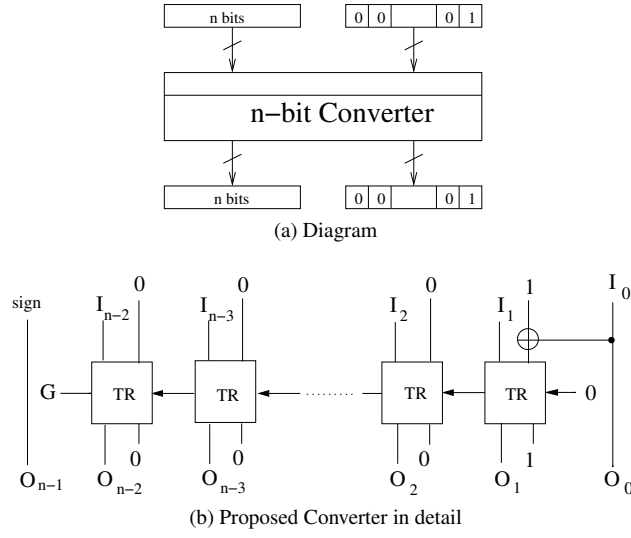 n bits 0 0 0 1
n−bit Converter
n bits 0 0 0 1
(a) Diagram
0 0 0 1 I0
sign In−2 In−3 I2 I1
G TR TR ......... TR TR 0
0 0 0 1
On−1 On−2 On−3 O2 O1 O0
(b) Proposed Converter in detail